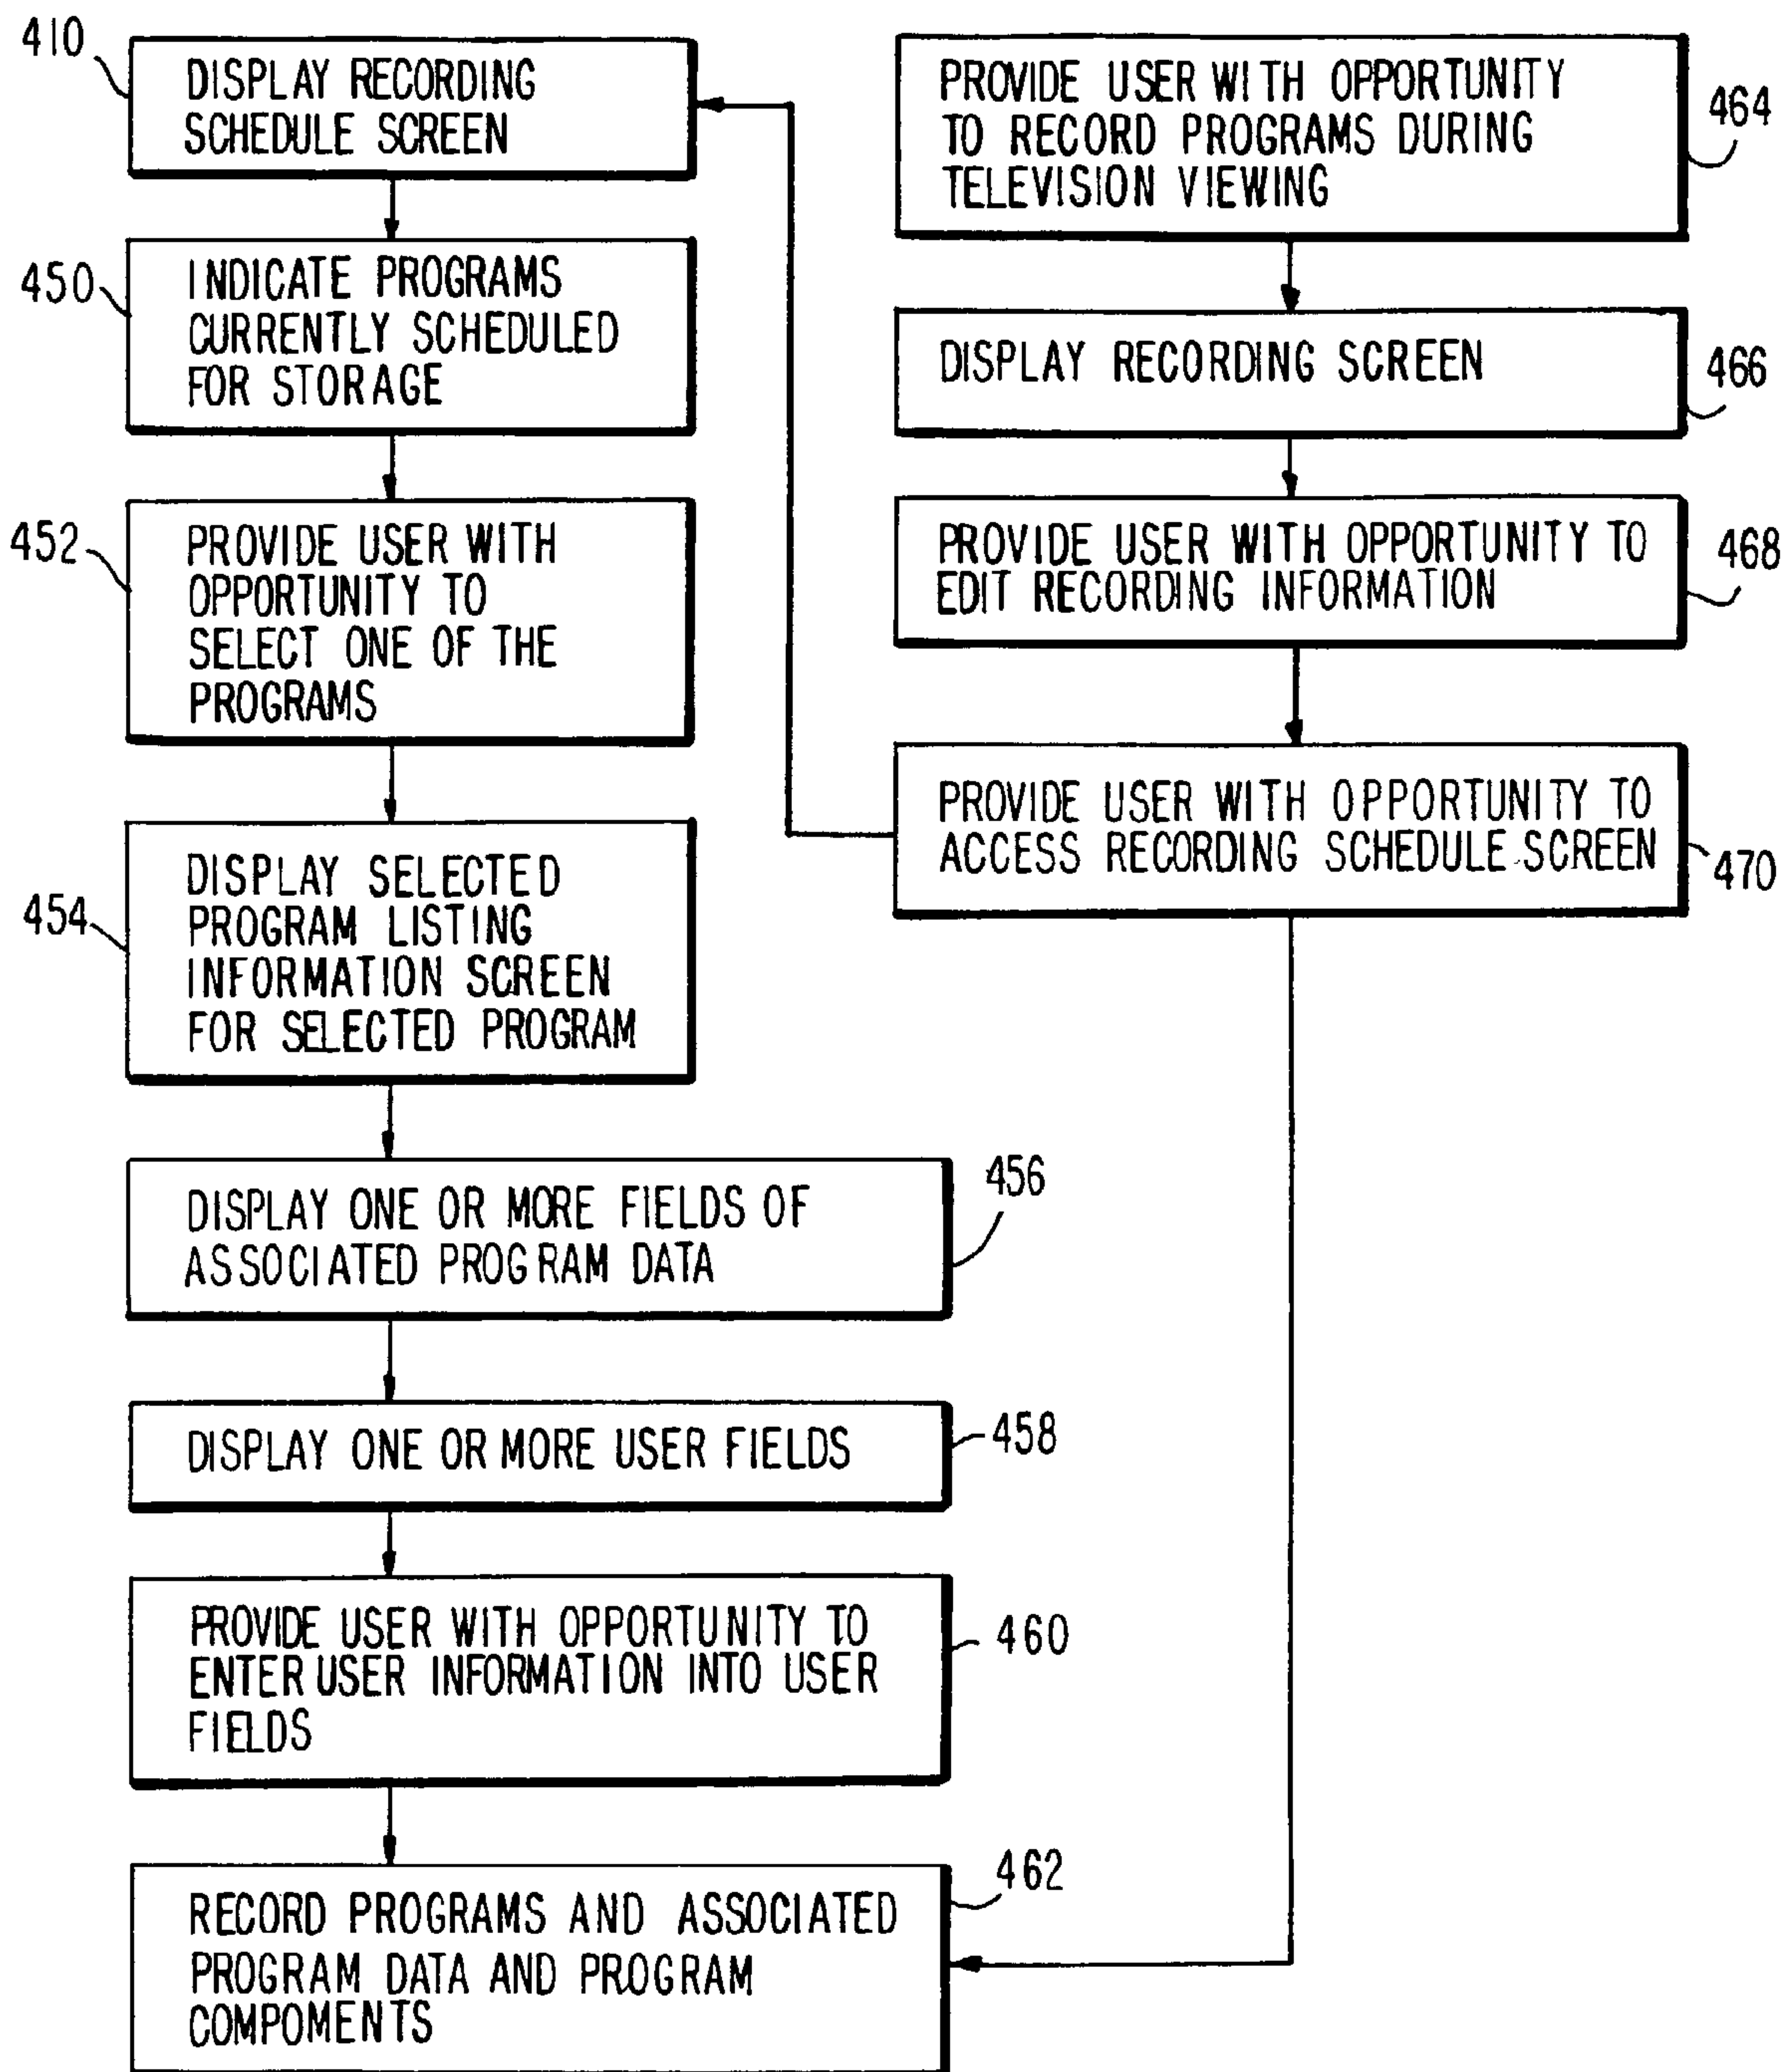 410
DISPLAY RECORDING
SCHEDULE SCREEN
450
INDICATE PROGRAMS
CURRENTLY SCHEDULED
FOR STORAGE
452
PROVIDE USER WITH
OPPORTUNITY TO
SELECT ONE OF THE
PROGRAMS
454
DISPLAY SELECTED
PROGRAM LISTING
INFORMATION SCREEN
FOR SELECTED PROGRAM
456
DISPLAY ONE OR MORE FIELDS OF
ASSOCIATED PROGRAM DATA
458
DISPLAY ONE OR MORE USER FIELDS
460
PROVIDE USER WITH OPPORTUNITY TO
ENTER USER INFORMATION INTO USER
FIELDS
462
RECORD PROGRAMS AND ASSOCIATED
PROGRAM DATA AND PROGRAM
COMPOMENTS
PROVIDE USER WITH OPPORTUNITY
TO RECORD PROGRAMS DURING
TELEVISION VIEWING
464
DISPLAY RECORDING SCREEN
466
PROVIDE USER WITH OPPORTUNITY TO
EDIT RECORDING INFORMATION
468
PROVIDE USER WITH OPPORTUNITY TO
ACCESS RECORDING SCHEDULE SCREEN
470